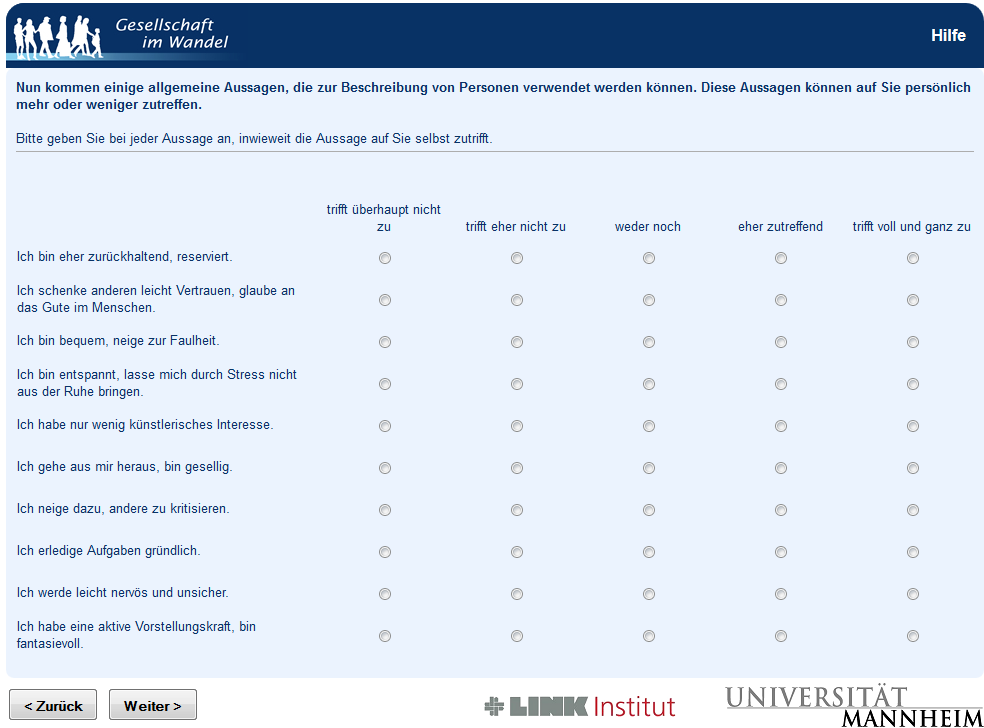 Gesellschaft
im Wandel
Hilfe
Nun kommen einige allgemeine Aussagen, die zur Beschreibung von Personen verwendet werden können. Diese Aussagen können auf Sie persönlich
mehr oder weniger zutreffen.
Bitte geben Sie bei jeder Aussage an, inwieweit die Aussage auf Sie selbst zutrifft.
trifft überhaupt nicht
zu
trifft eher nicht zu
weder noch
eher zutreffend
trifft voll und ganz zu
Ich bin eher zurückhaltend, reserviert.
Ich schenke anderen leicht Vertrauen, glaube an
das Gute im Menschen.
Ich bin bequem, neige zur Faulheit.
Ich bin entspannt, lasse mich durch Stress nicht
aus der Ruhe bringen.
Ich habe nur wenig künstlerisches Interesse.
Ich gehe aus mir heraus, bin gesellig.
Ich neige dazu, andere zu kritisieren.
Ich erledige Aufgaben gründlich.
Ich werde leicht nervös und unsicher.
Ich habe eine aktive Vorstellungskraft, bin
fantasievoll.
< Zurück
Weiter >
LINK Institut
UNIVERSITÄT
MANNHEIM